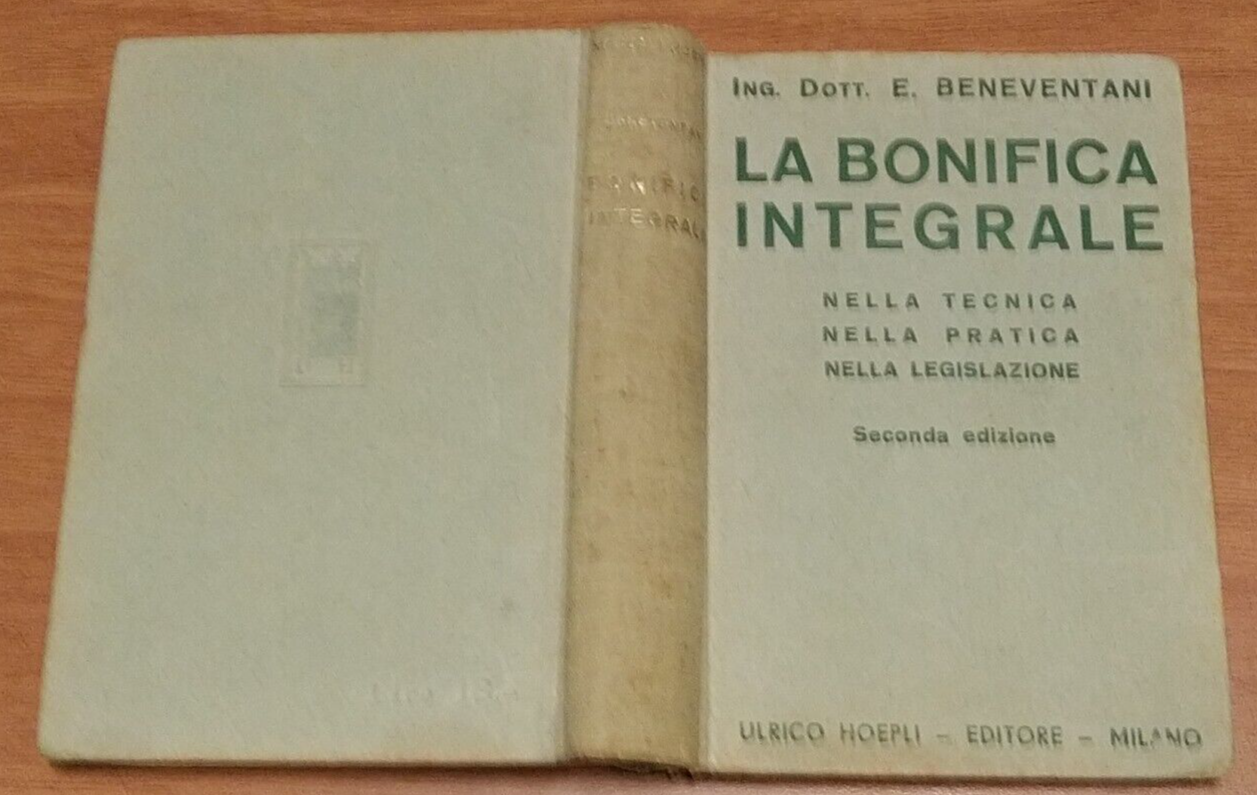 ING. DOTT. E. BENEVENTANI
LA BONIFICA
INTEGRALE
NELLA TECNICA
NELLA PRATICA
NELLA LEGISLAZIONE
Seconda edizione
ULRICO HOEPLI – EDITORE – MILANO
BONIFICA
INTEGRALE